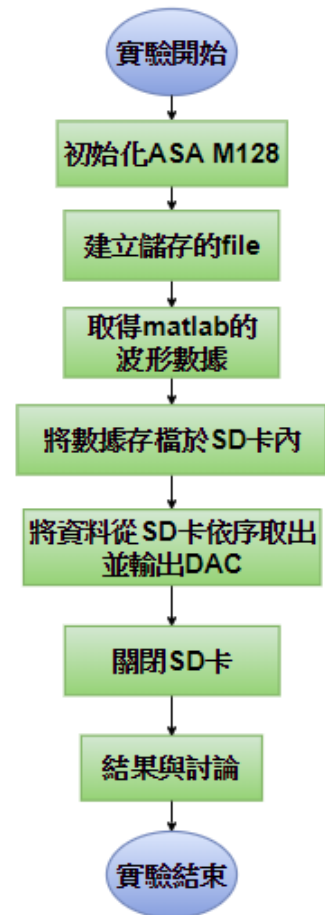 實驗開始
初始化ASA M128
建立儲存的file
取得matlab的
波形數據
將數據存檔於SD卡內
將資料從SD卡依序取出
並輸出DAC
關閉SD卡
結果與討論
實驗結束